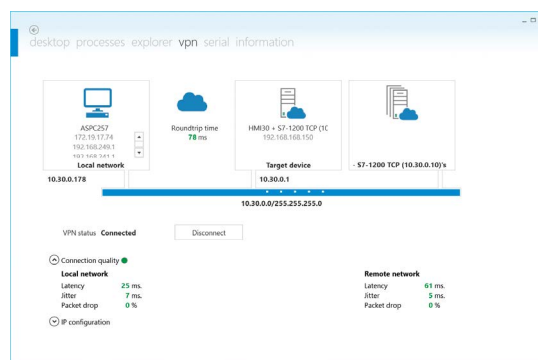 desktop processes explorer vpn serial information
ASPC257
172.19.17.74
192.168.249.1
192.168.241.1
Local network
Roundtrip time
78 ms
HMI30 + S7-1200 TCP (1C
192.168.168.150
Target device
- S7-1200 TCP (10.30.0.10)'s
10.30.0.178
10.30.0.1
10.30.0.0/255.255.255.0
VPN status Connected
Disconnect
Connection quality
Local network
Latency 25 ms.
Jitter 7 ms.
Packet drop 0 %
Remote network
Latency 61 ms.
Jitter 5 ms.
Packet drop 0 %
IP configuration